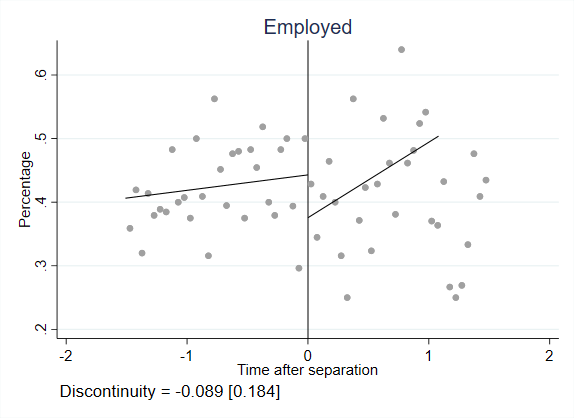 Employed
Percentage
.6
.5
.4
.3
.2
-2 -1 0 1 2
Time after separation
Discontinuity = -0.089 [0.184]